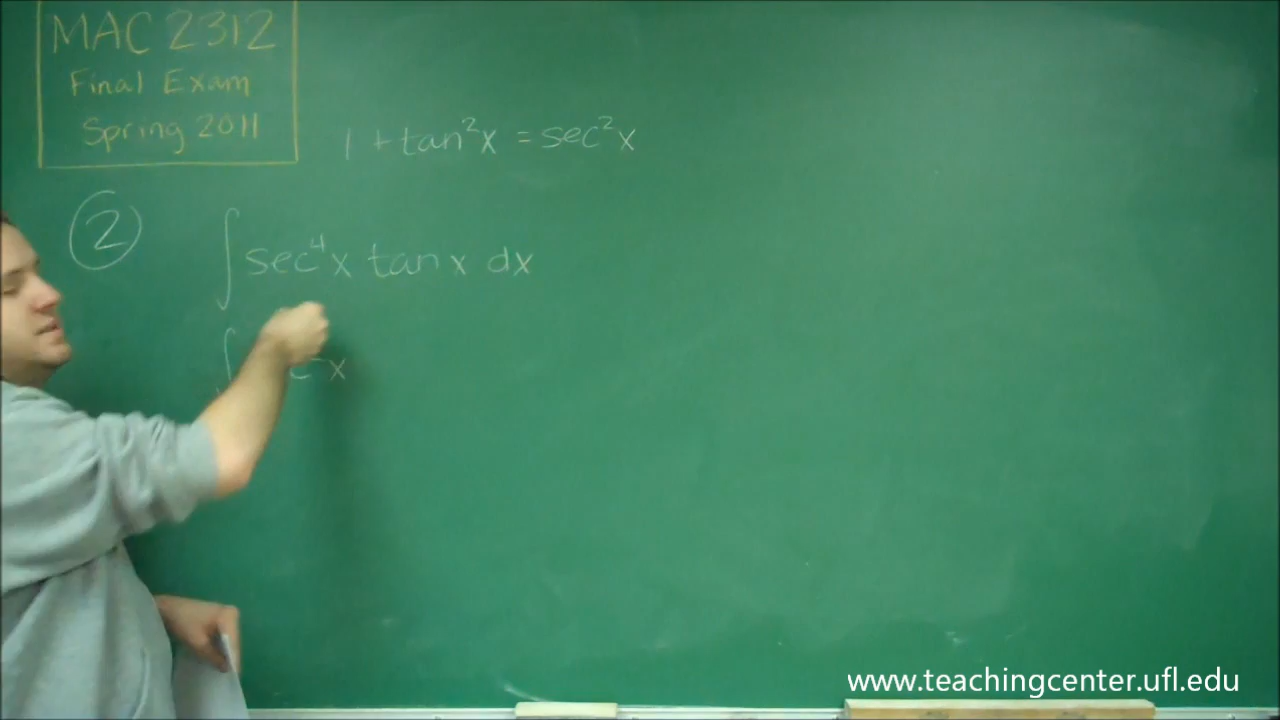 MAC 2312
Final Exam
Spring 2011
1 + tan²x = sec²x
2
∫ sec⁴x tan x dx
∫ x
www.teachingcenter.ufl.edu